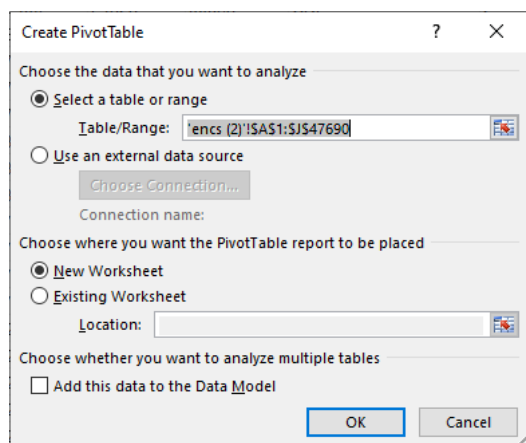 Create PivotTable ? ×
Choose the data that you want to analyze
Select a table or range
Table/Range: 'encs (2)'!$A$1:$J$47690
Use an external data source
Choose Connection...
Connection name:
Choose where you want the PivotTable report to be placed
New Worksheet
Existing Worksheet
Location:
Choose whether you want to analyze multiple tables
Add this data to the Data Model
OK Cancel